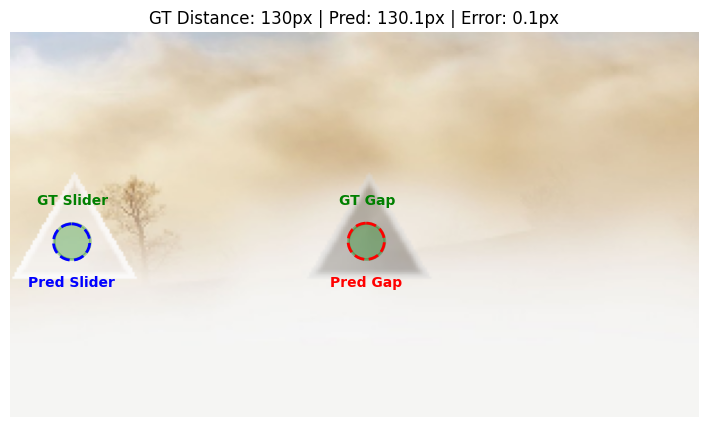 GT Distance: 130px | Pred: 130.1px | Error: 0.1px
GT Slider
GT Gap
Pred Slider
Pred Gap